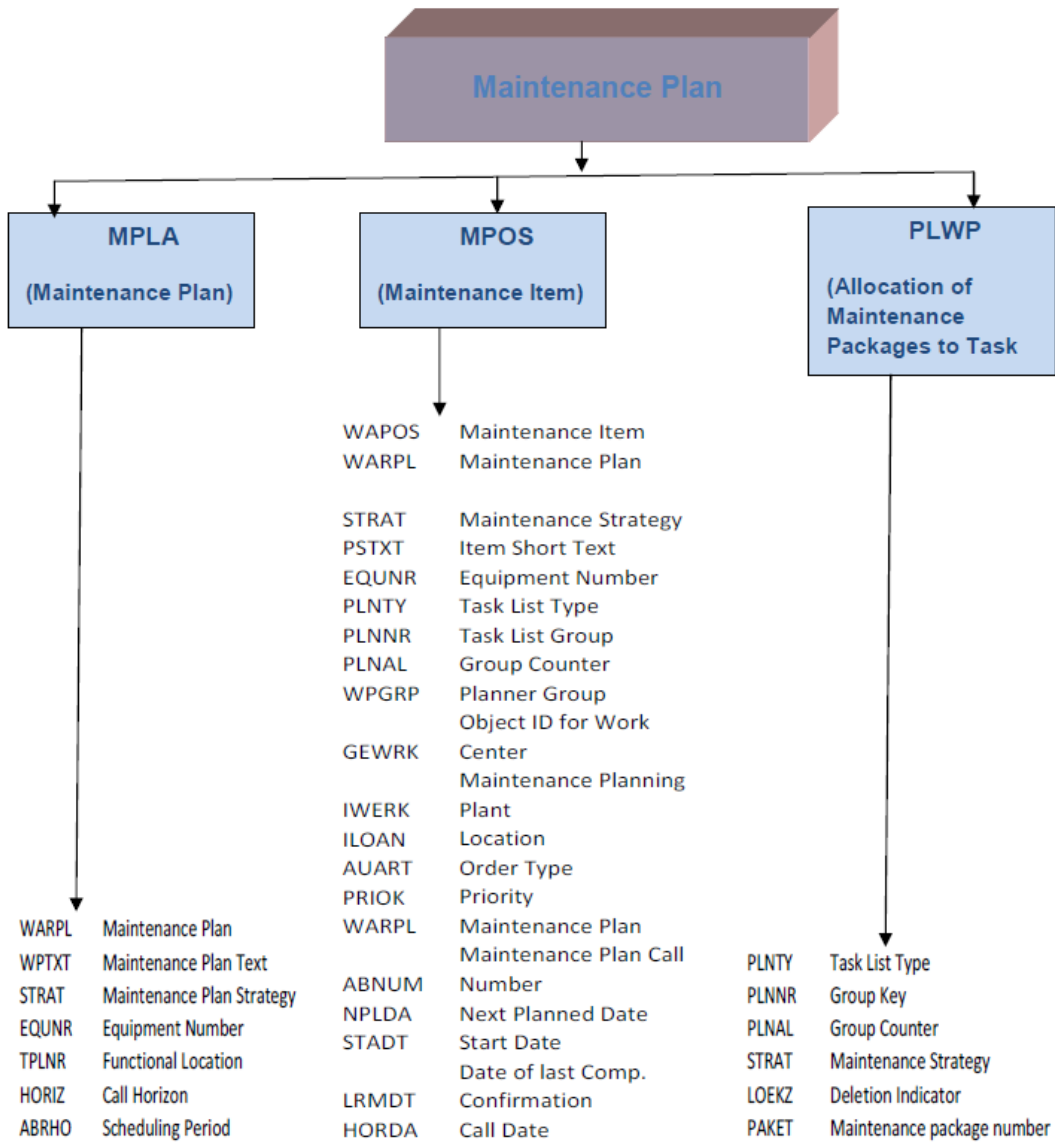 Maintenance Plan
MPLA
(Maintenance Plan)
MPOS
(Maintenance Item)
PLWP
(Allocation of
Maintenance
Packages to Task
WAPOS Maintenance Item
WARPL Maintenance Plan
STRAT Maintenance Strategy
PSTXT Item Short Text
EQUNR Equipment Number
PLNTY Task List Type
PLNNR Task List Group
PLNAL Group Counter
WPGRP Planner Group
Object ID for Work
GEWRK Center
Maintenance Planning
IWERK Plant
ILOAN Location
AUART Order Type
PRIOK Priority
WARPL Maintenance Plan
Maintenance Plan Call
ABNUM Number
NPLDA Next Planned Date
STADT Start Date
Date of last Comp.
LRMDT Confirmation
HORDA Call Date
WARPL Maintenance Plan
WPTXT Maintenance Plan Text
STRAT Maintenance Plan Strategy
EQUNR Equipment Number
TPLNR Functional Location
HORIZ Call Horizon
ABRHO Scheduling Period
PLNTY Task List Type
PLNNR Group Key
PLNAL Group Counter
STRAT Maintenance Strategy
LOEKZ Deletion Indicator
PAKET Maintenance package number